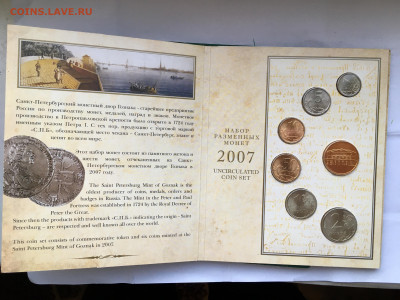 COINS.LAVE.RU
Санкт-Петербургский монетный двор Гознака - старейшее предприятие
России по производству монет, медалей, наград и знаков. Монетное
производство в Петропавловской крепости было открыто в 1724 году
именным указом Петра I. С тех пор, продукцию с торговой маркой
«С.П.Б», обозначающей место чекана - Санкт-Петербург, знают и
ценят во всём мире.
Этот набор монет состоит из памятного жетона и
шести монет, отчеканенных на Санкт-
Петербургском монетном дворе Гознака в
2007 году.
The Saint Petersburg Mint of Goznak is the
oldest producer of coins, medals, orders and
badges in Russia. The Mint in the Peter and Paul
Fortress was established in 1724 by the Royal Decree of
Peter the Great.
Since then the products with trademark «С.П.Б» - indicating the origin - Saint
Petersburg - are respected and well known all over the world.
This coin set consists of commemorative token and six coins minted at the
Saint Petersburg Mint of Goznak in 2007.
НАБОР
РАЗМЕННЫХ
МОНЕТ
2007
UNCIRCULATED
COIN SET